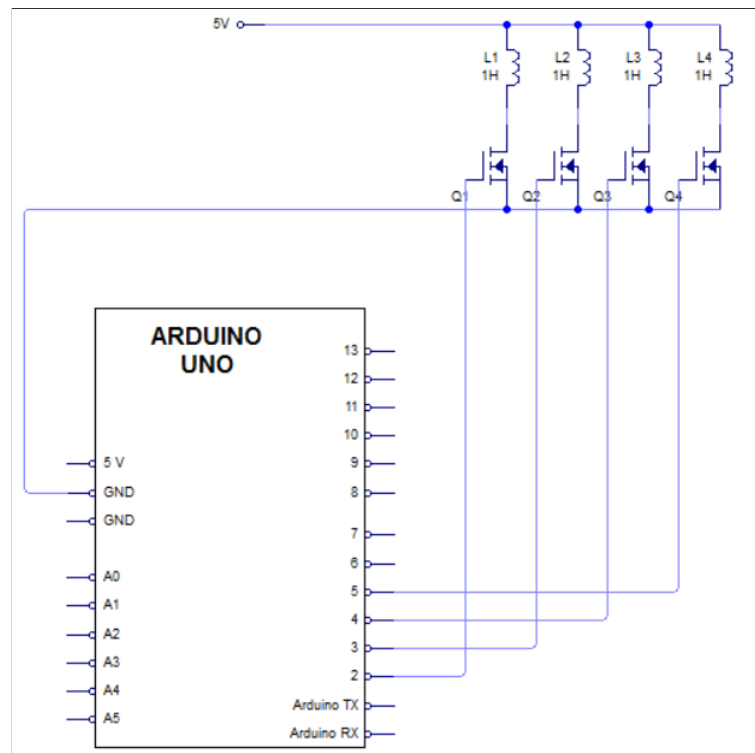 5V
L1
1H
L2
1H
L3
1H
L4
1H
Q1
Q2
Q3
Q4
ARDUINO
UNO
13
12
11
10
5 V
9
GND
8
GND
7
6
A0
5
A1
4
A2
3
A3
2
A4
Arduino TX
A5
Arduino RX